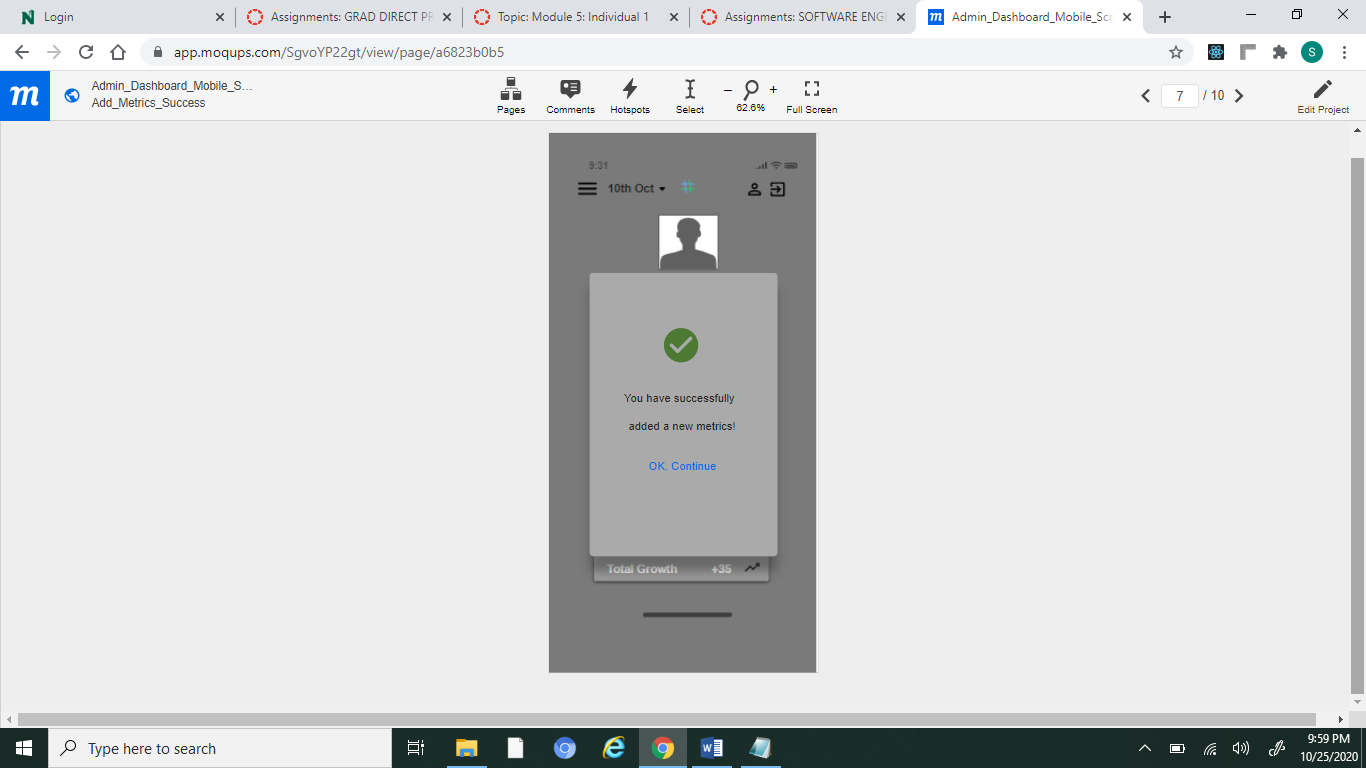 Login
Assignments: GRAD DIRECT PR
Topic: Module 5: Individual 1
Assignments: SOFTWARE ENGI
Admin_Dashboard_Mobile_Scr
app.moqups.com/SgvoYP22gt/view/page/a6823b0b5
S
m
Admin_Dashboard_Mobile_S...
Add_Metrics_Success
Pages
Comments
Hotspots
Select
− 62.6% +
Full Screen
7 / 10
Edit Project
9:31
10th Oct
You have successfully
added a new metrics!
OK. Continue
Total Growth +35
Type here to search
9:59 PM
10/25/2020